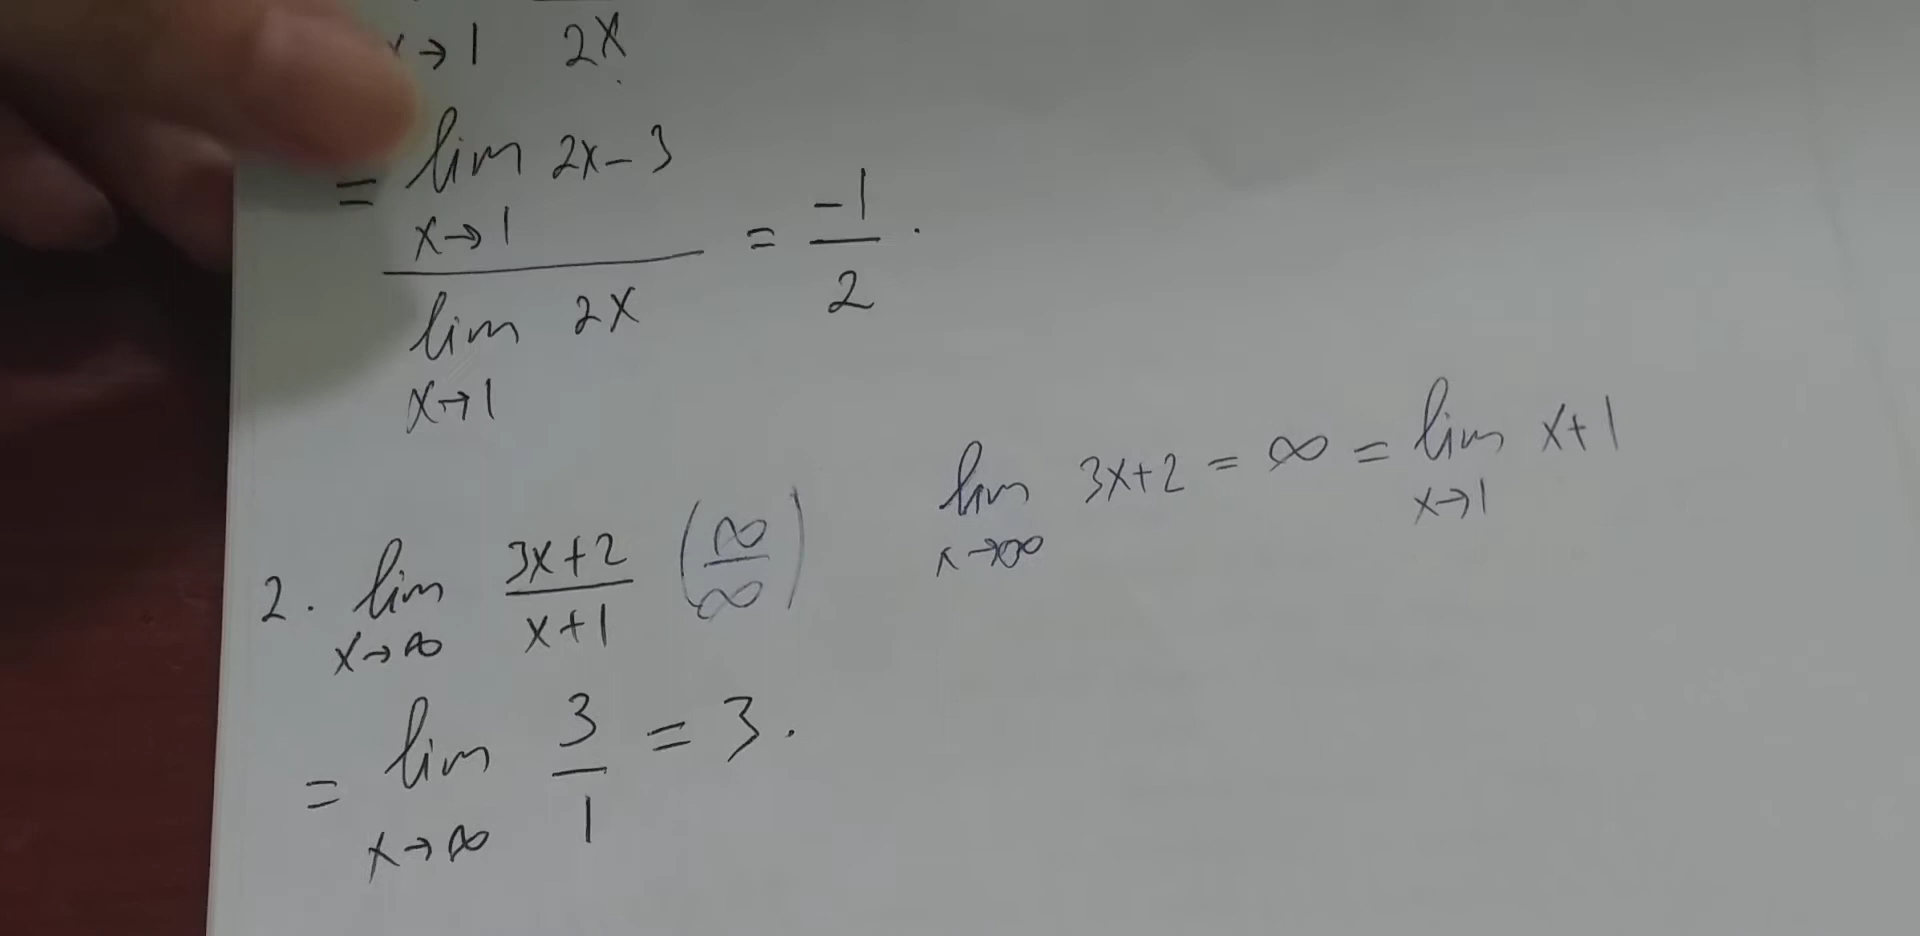 x→1 2x
= lim 2x-3
x→1 = -1
lim 2x 2
x→1
lim 3x+2 = ∞ = lim x+1
x→∞ x→1
2. lim 3x+2 (∞/∞)
x→∞ x+1
= lim 3 = 3.
x→∞ 1